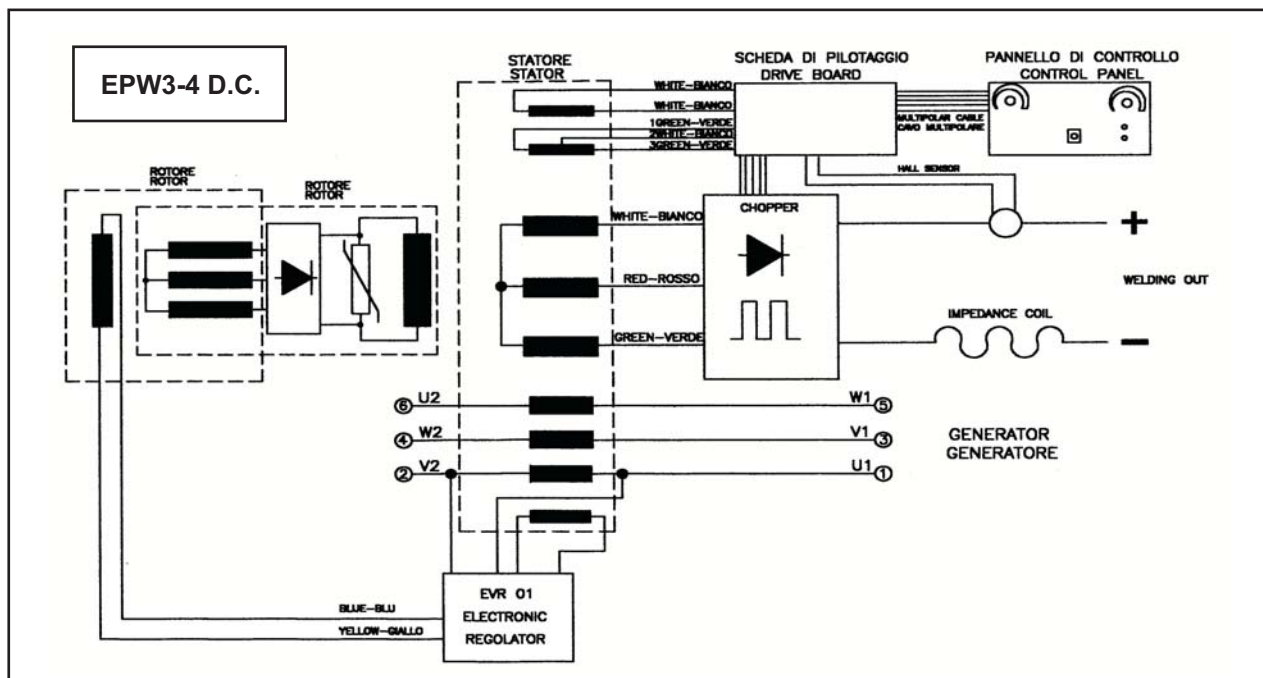 EPW3-4 D.C.
STATORE
STATOR
SCHEDA DI PILOTAGGIO
DRIVE BOARD
PANNELLO DI CONTROLLO
CONTROL PANEL
WHITE-BIANCO
WHITE-BIANCO
1GREEN-VERDE
2WHITE-BIANCO
3GREEN-VERDE
MULTIPOLAR CABLE
CAVO MULTIPOLARE
HALL SENSOR
ROTORE
ROTOR
ROTORE
ROTOR
WHITE-BIANCO
CHOPPER
+
RED-ROSSO
WELDING OUT
IMPEDANCE COIL
GREEN-VERDE
-
6 U2
W1 5
4 W2
V1 3
GENERATOR
GENERATORE
2 V2
U1 1
EVR 01
ELECTRONIC
REGOLATOR
BLUE-BLU
YELLOW-GIALLO